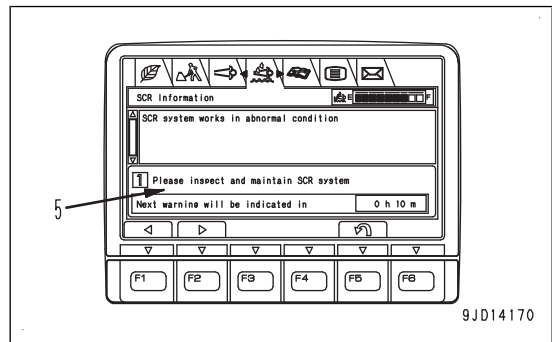 SCR Information
E F
SCR system works in abnormal condition
1 Please inspect and maintain SCR system
5
Next warning will be indicated in 0 h 10 m
F1 F2 F3 F4 F5 F6
9JD14170